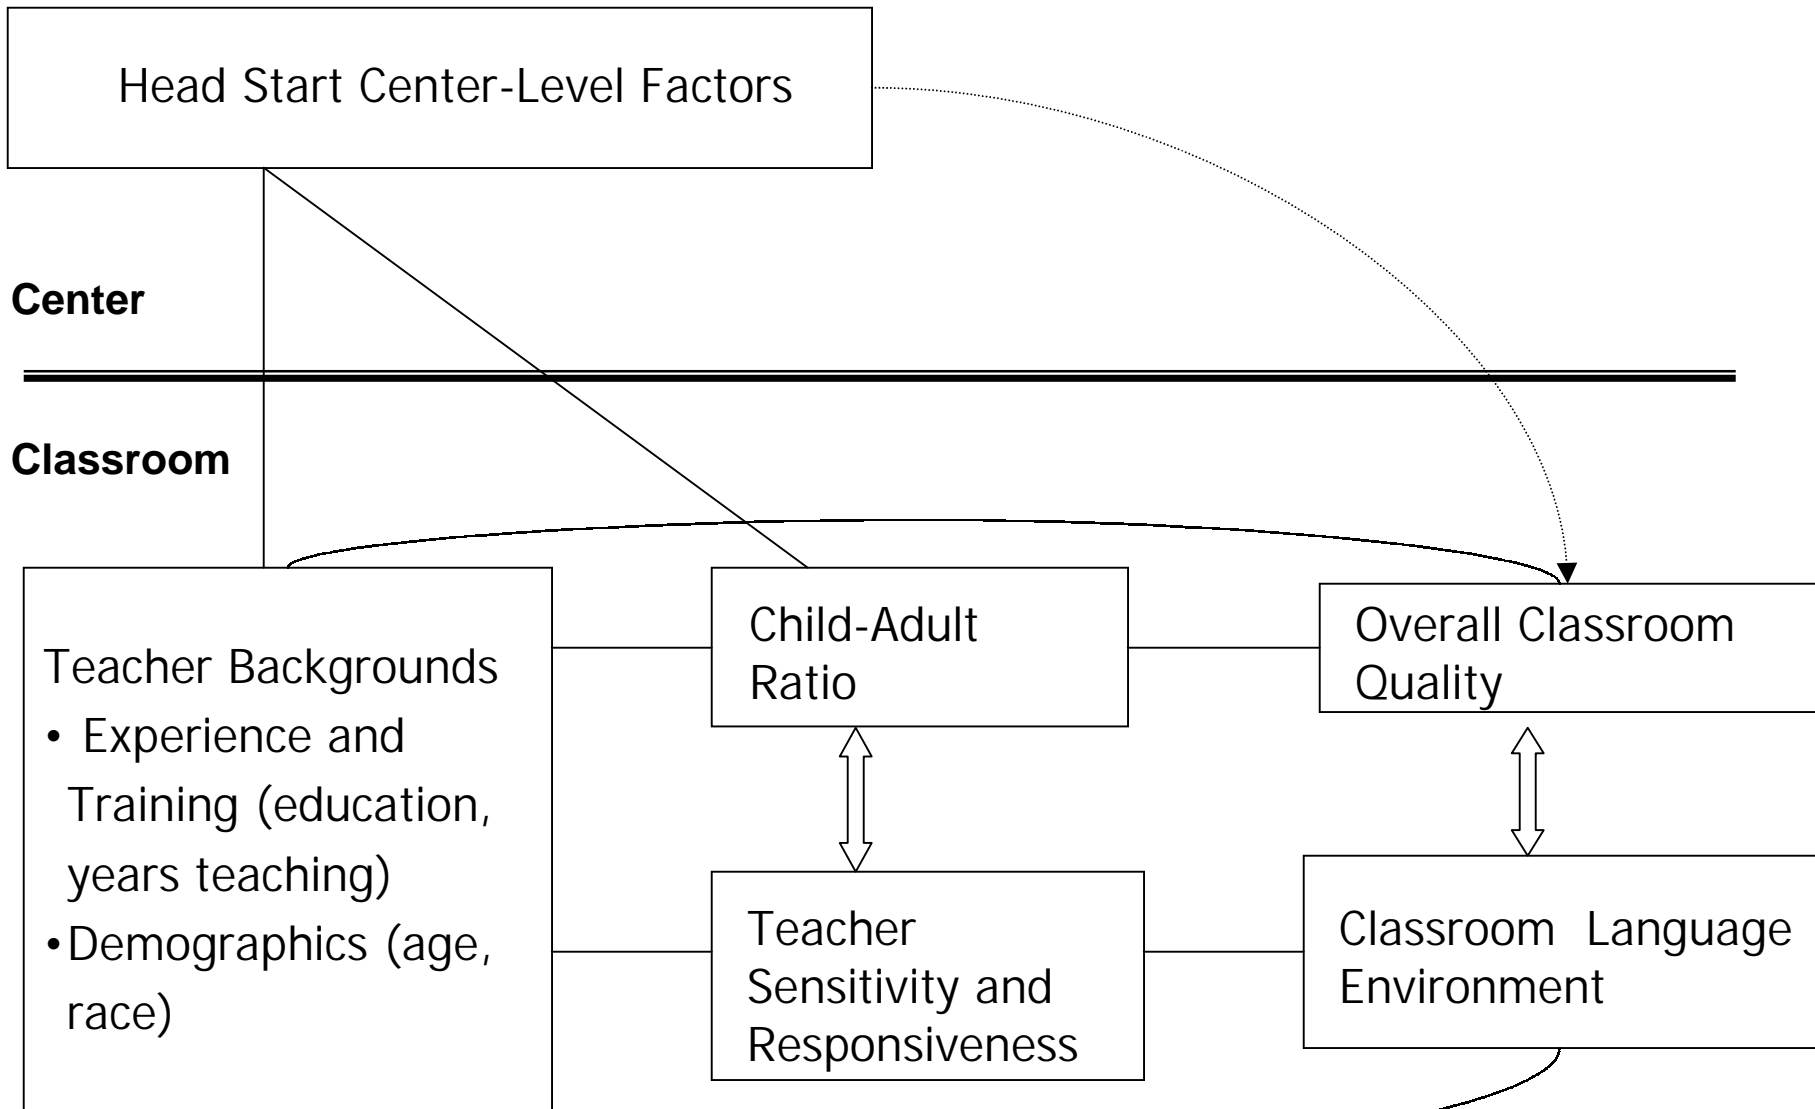 Head Start Center-Level Factors
Center
Classroom
Teacher Backgrounds
• Experience and
Training (education,
years teaching)
•Demographics (age,
race)
Child-Adult
Ratio
Overall Classroom
Quality
Teacher
Sensitivity and
Responsiveness
Classroom Language
Environment